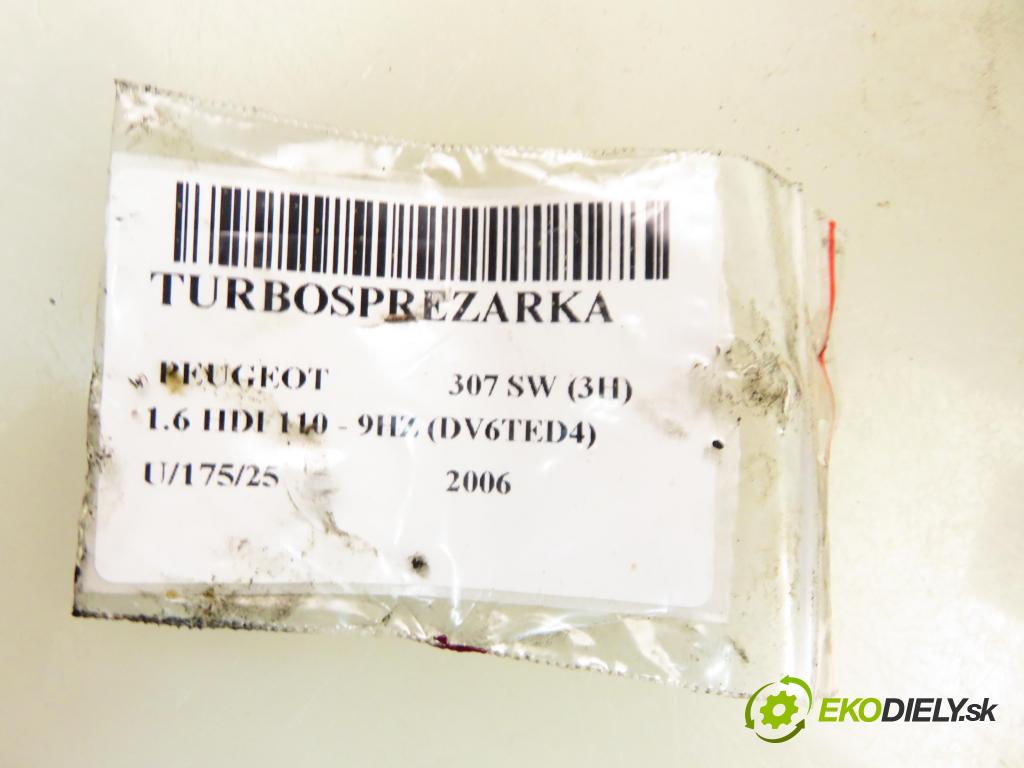 TURBOSPREZARKA
PEUGEOT 307 SW (3H)
1.6 HDI 110 - 9HZ (DV6TED4)
U/175/25 2006
EKODIELY.sk